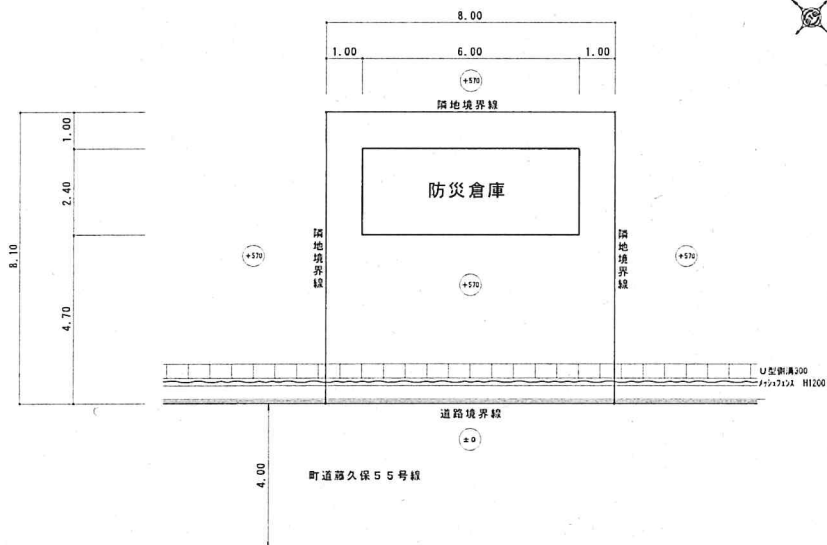 8.00
1.00 6.00 1.00
+570
隣地境界線
1.00
2.40
4.70
8.10
防災倉庫
隣地境界線
隣地境界線
+570
+570
+570
U型側溝300
メッシュフェンス H1200
道路境界線
±0
4.00
町道藤久保55号線